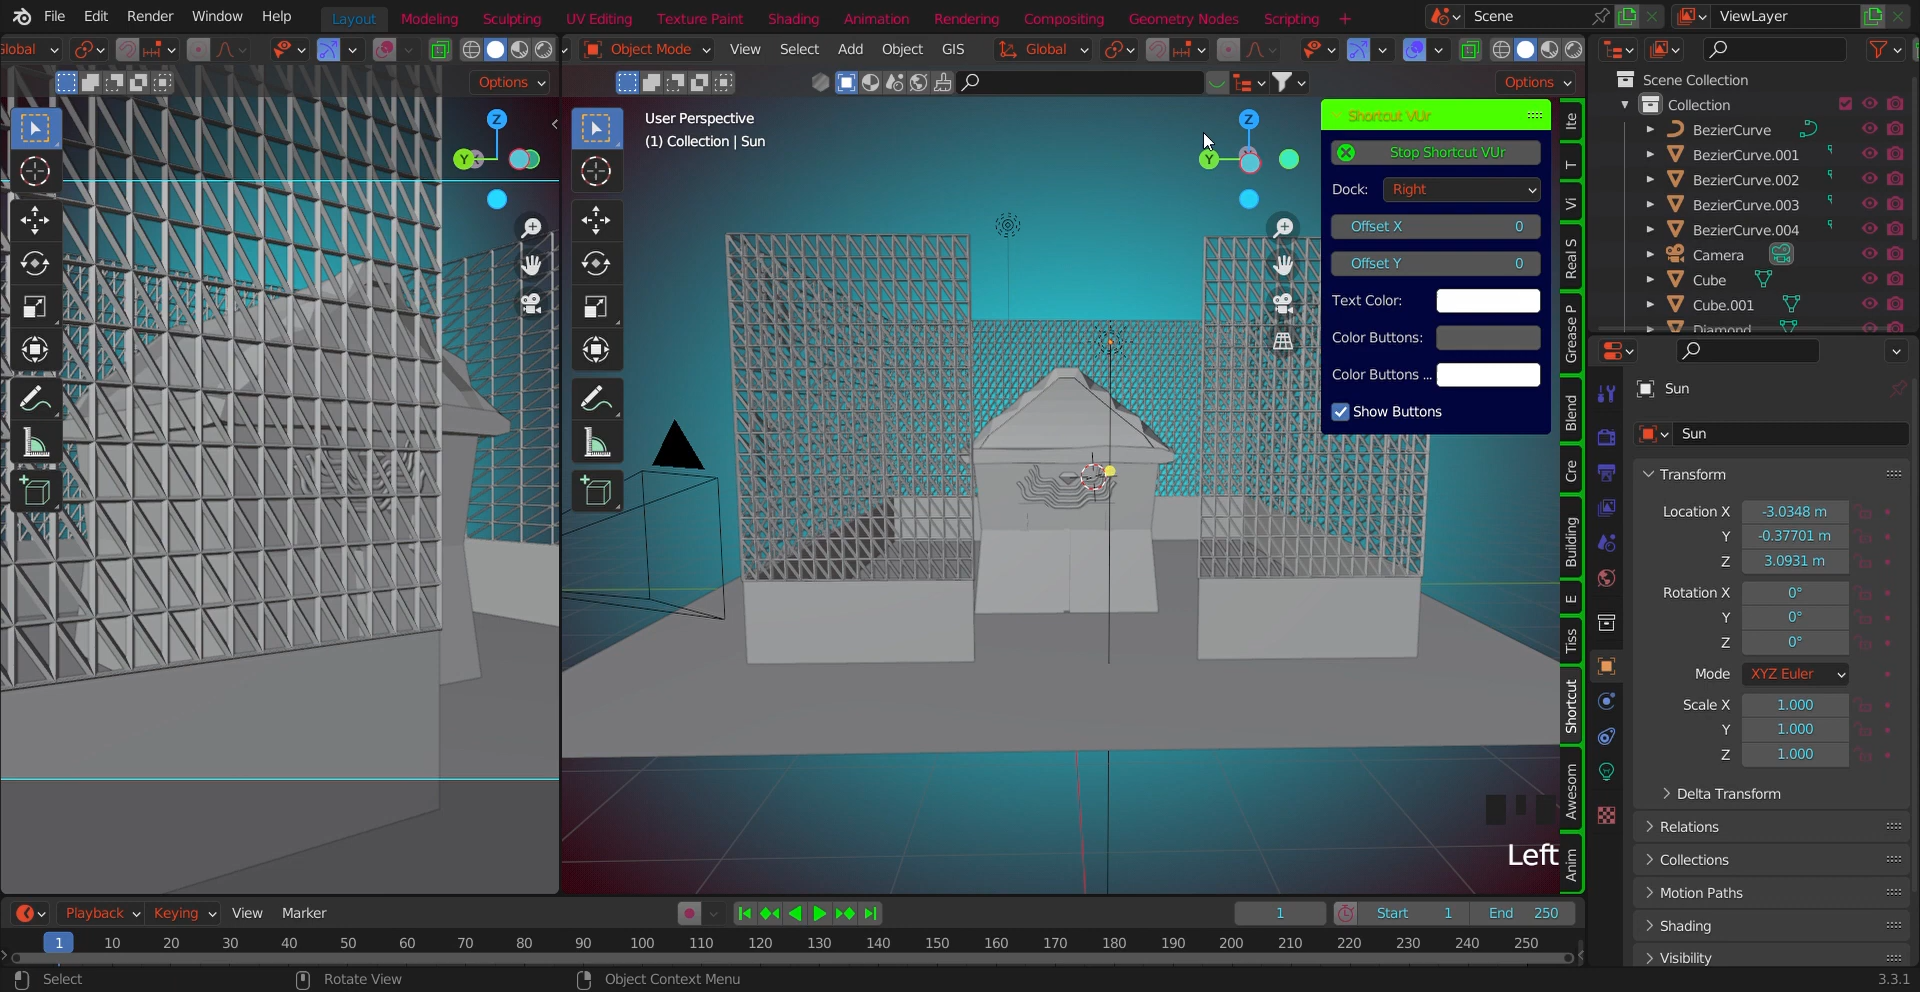 File Edit Render Window Help Layout Modeling Sculpting UV Editing Texture Paint Shading Animation Rendering Compositing Geometry Nodes Scripting + Scene ViewLayer
Global Object Mode View Select Add Object GIS Global
Options Options
User Perspective
(1) Collection | Sun
Z
Y
Z
Y
Shortcut VUr
Stop Shortcut VUr
Dock: Right
Offset X 0
Offset Y 0
Text Color:
Color Buttons:
Color Buttons ...
Show Buttons
Left
Ite
T
Vi
Real S
Grease P
Blend
Cre
Building
E
Tiss
Shortcut
Awesom
Anim
Scene Collection
Collection
BezierCurve
BezierCurve.001
BezierCurve.002
BezierCurve.003
BezierCurve.004
Camera
Cube
Cube.001
Diamond
Sun
Sun
Transform
Location X -3.0348 m
Y -0.37701 m
Z 3.0931 m
Rotation X 0°
Y 0°
Z 0°
Mode XYZ Euler
Scale X 1.000
Y 1.000
Z 1.000
Delta Transform
Relations
Collections
Motion Paths
Shading
Visibility
Playback Keying View Marker 1 Start 1 End 250
1 10 20 30 40 50 60 70 80 90 100 110 120 130 140 150 160 170 180 190 200 210 220 230 240 250
Select Rotate View Object Context Menu 3.3.1